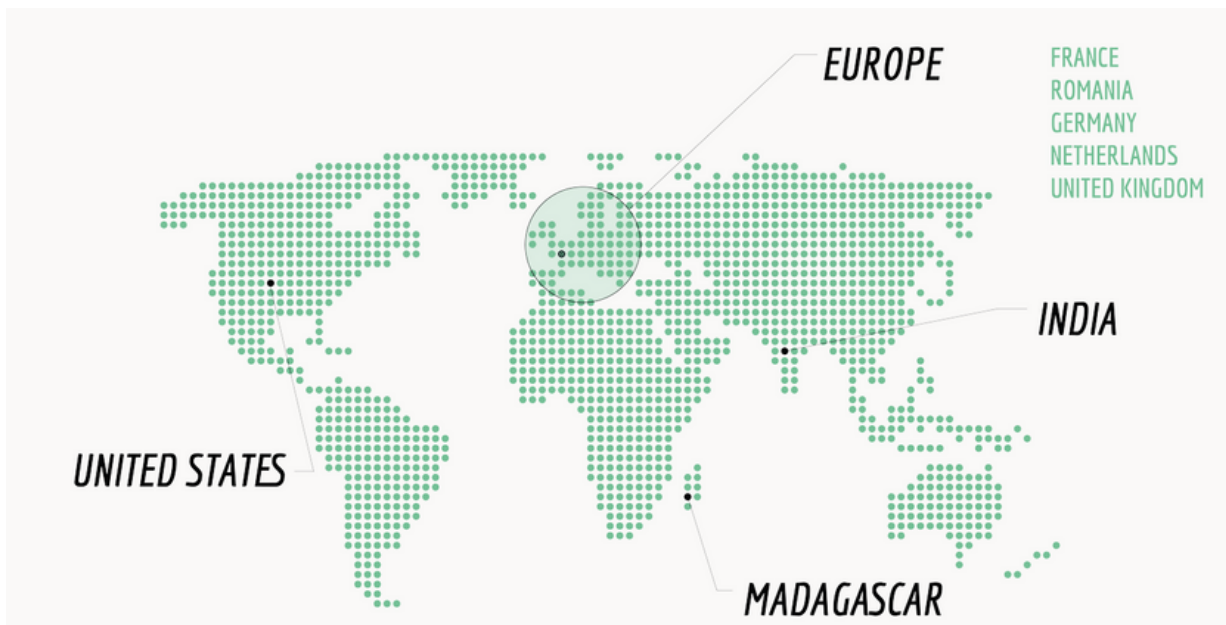 EUROPE
FRANCE
ROMANIA
GERMANY
NETHERLANDS
UNITED KINGDOM
INDIA
UNITED STATES
MADAGASCAR